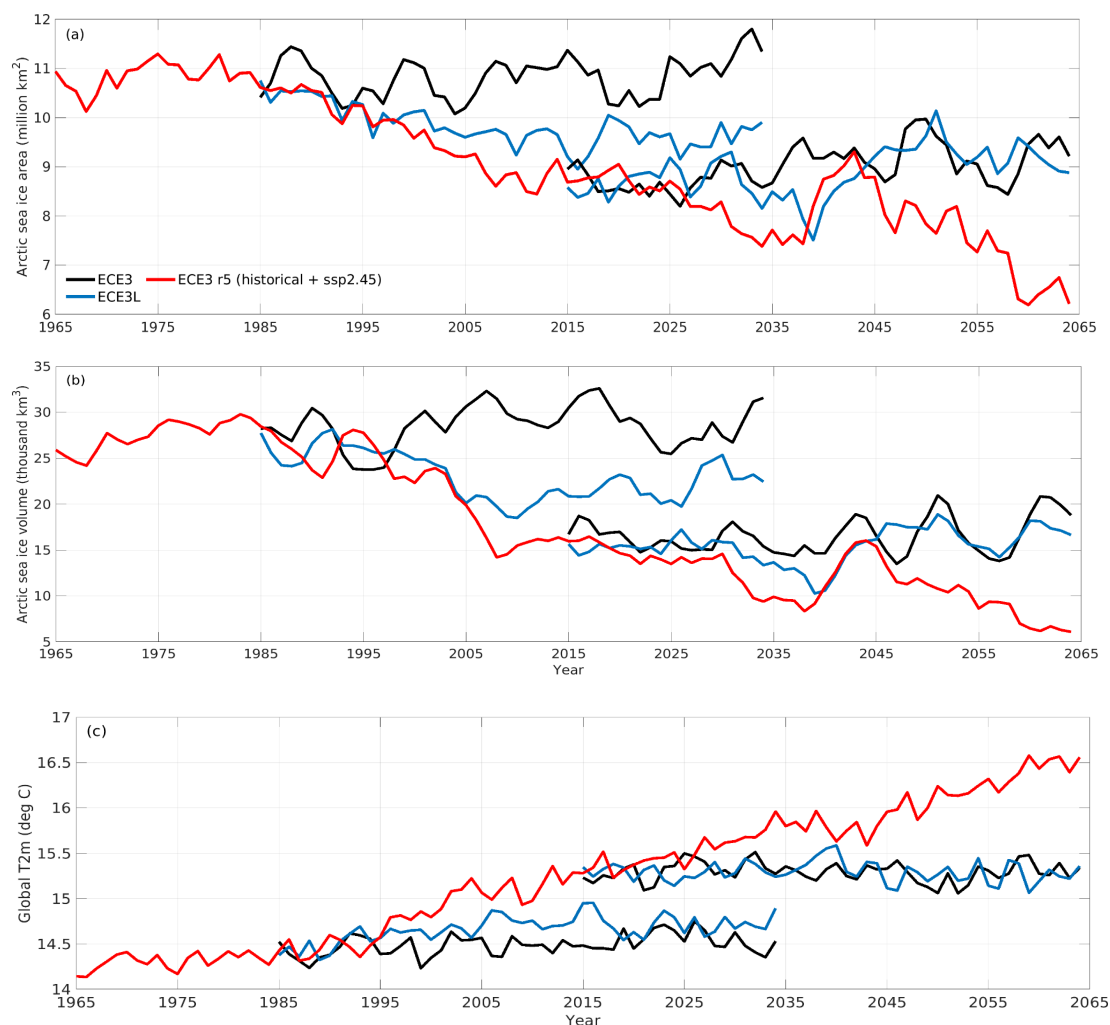 (a)
Arctic sea ice area (million km²)
12
11
10
9
8
7
6
ECE3
ECE3 r5 (historical + ssp2.45)
ECE3L
1965 1975 1985 1995 2005 2015 2025 2035 2045 2055 2065
(b)
Arctic sea ice volume (thousand km³)
35
30
25
20
15
10
5
1965 1975 1985 1995 2005 2015 2025 2035 2045 2055 2065
Year
(c)
Global T2m (deg C)
17
16.5
16
15.5
15
14.5
14
1965 1975 1985 1995 2005 2015 2025 2035 2045 2055 2065
Year